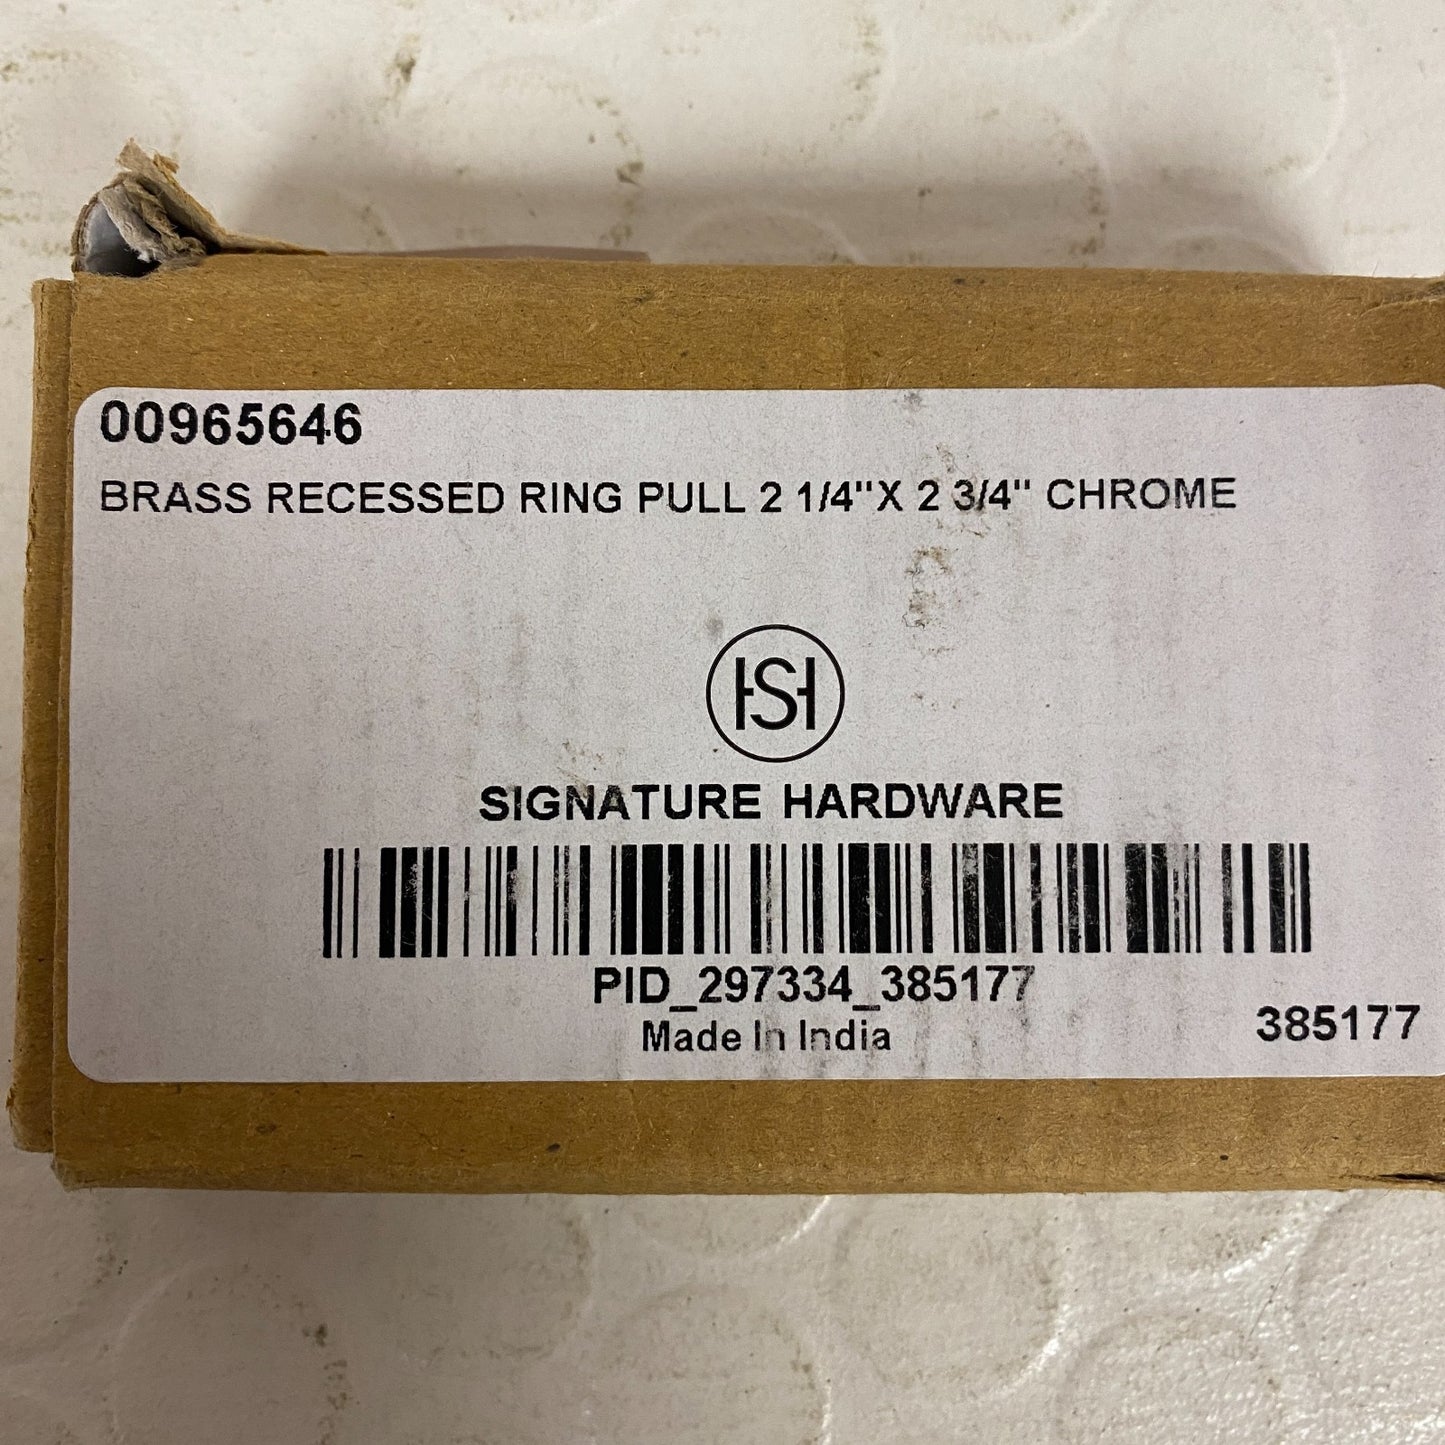 00965646
BRASS RECESSED RING PULL 2 1/4"X 2 3/4" CHROME
HSH
SIGNATURE HARDWARE
PID_297334_385177
Made In India
385177